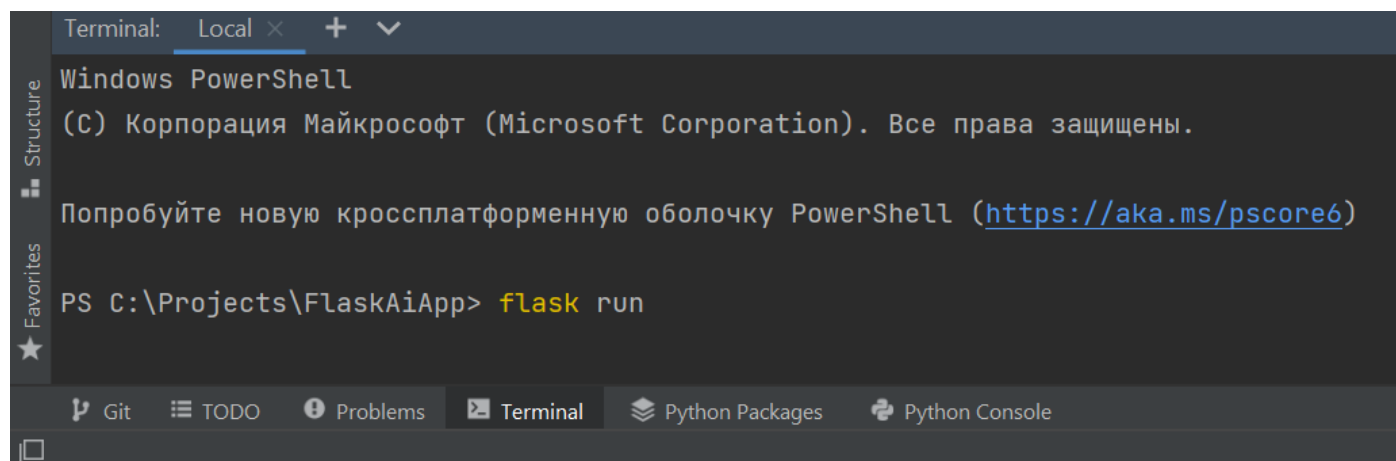 Terminal: Local
Structure
Windows PowerShell
(C) Корпорация Майкрософт (Microsoft Corporation). Все права защищены.
Попробуйте новую кроссплатформенную оболочку PowerShell (https://aka.ms/pscore6)
Favorites
PS C:\Projects\FlaskAiApp> flask run
Git TODO Problems Terminal Python Packages Python Console